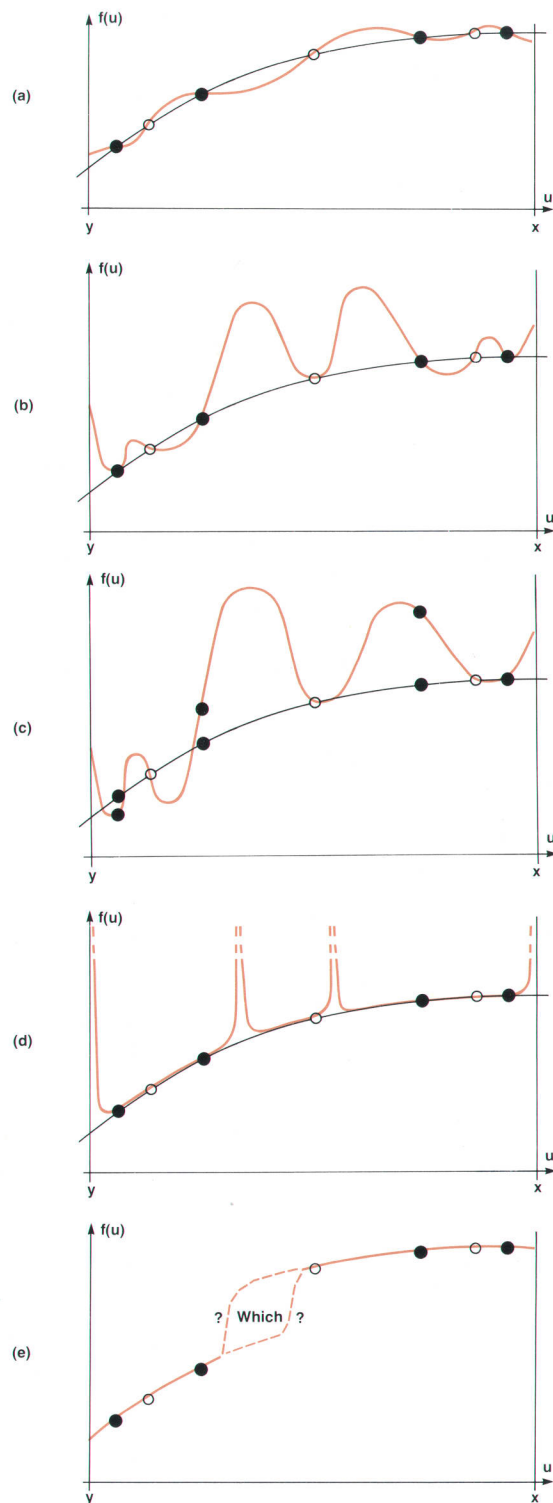 f(u)
(a)
u
y x
f(u)
(b)
u
y x
f(u)
(c)
u
y x
f(u)
(d)
u
y x
f(u)
? Which ?
(e)
u
y x